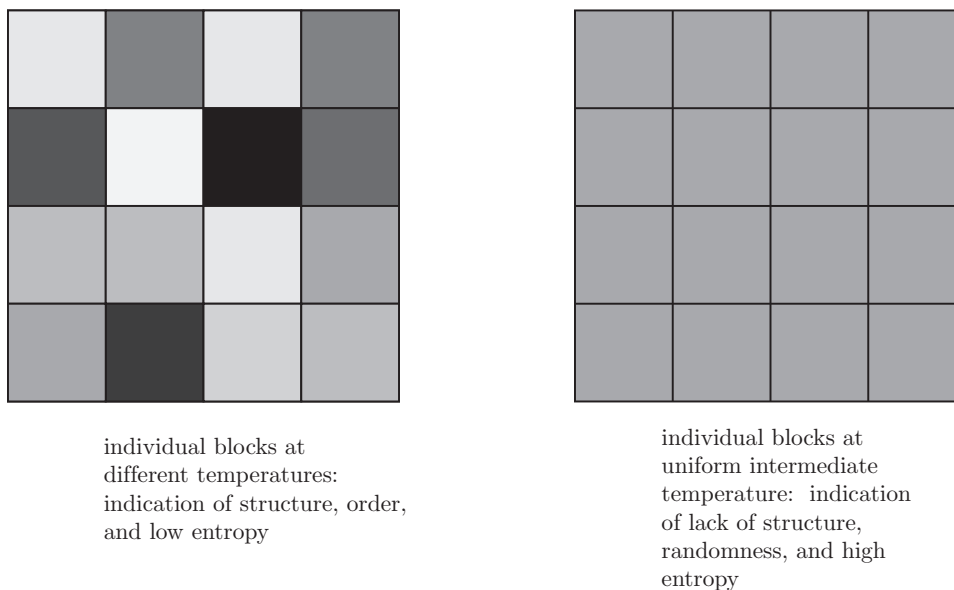 individual blocks at
different temperatures:
indication of structure, order,
and low entropy
individual blocks at
uniform intermediate
temperature: indication
of lack of structure,
randomness, and high
entropy